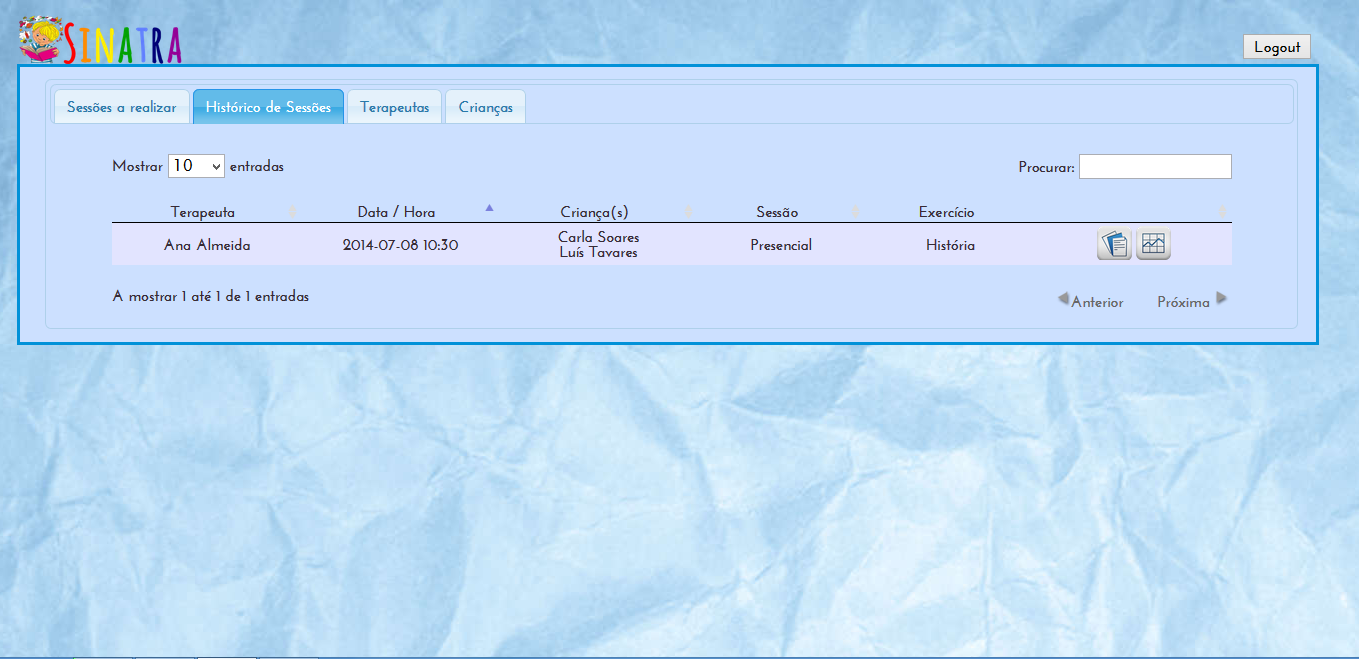 SINATRA
Logout
Sessões a realizar Histórico de Sessões Terapeutas Crianças
Mostrar 10 entradas Procurar:
Terapeuta Data / Hora Criança(s) Sessão Exercício
Ana Almeida 2014-07-08 10:30 Carla Soares Presencial História
Luís Tavares
A mostrar 1 até 1 de 1 entradas Anterior Próxima